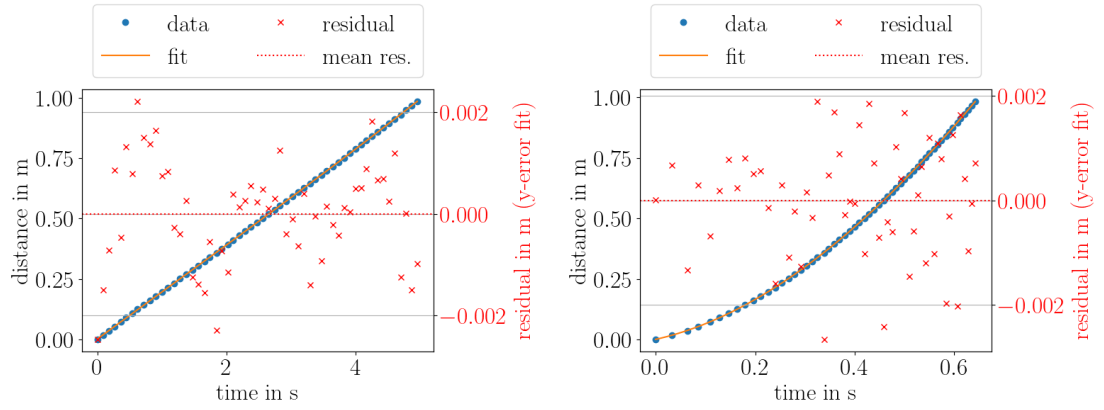 data residual
fit mean res.
1.00
0.75
0.50
0.25
0.00
distance in m
0.002
0.000
−0.002
residual in m (y-error fit)
0 2 4
time in s
data residual
fit mean res.
1.00
0.75
0.50
0.25
0.00
distance in m
0.002
0.000
−0.002
residual in m (y-error fit)
0.0 0.2 0.4 0.6
time in s